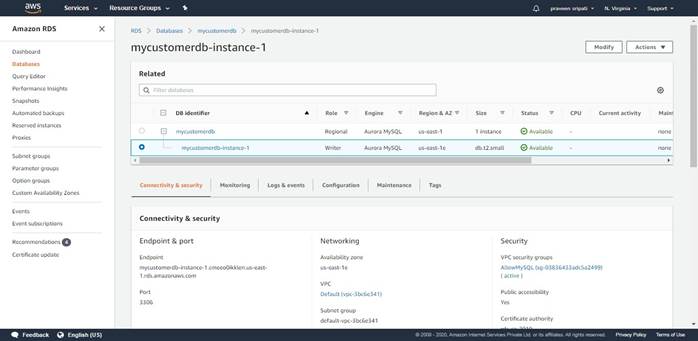 aws Services Resource Groups praveen sripati N. Virginia Support
Amazon RDS
Dashboard
Databases
Query Editor
Performance Insights
Snapshots
Automated backups
Reserved instances
Proxies
Subnet groups
Parameter groups
Option groups
Custom Availability Zones
Events
Event subscriptions
Recommendations 4
Certificate update
RDS > Databases > mycustomerdb > mycustomerdb-instance-1
mycustomerdb-instance-1
Modify Actions
Related
Filter databases
DB identifier Role Engine Region & AZ Size Status CPU Current activity Maint
mycustomerdb Regional Aurora MySQL us-east-1 1 instance Available - none
mycustomerdb-instance-1 Writer Aurora MySQL us-east-1e db.t2.small Available - none
Connectivity & security Monitoring Logs & events Configuration Maintenance Tags
Connectivity & security
Endpoint & port
Endpoint
mycustomerdb-instance-1.cmoeo0ikklen.us-east-
1.rds.amazonaws.com
Port
3306
Networking
Availability zone
us-east-1e
VPC
Default (vpc-3bc6e341)
Subnet group
default-vpc-3bc6e341
Security
VPC security groups
AllowMySQL (sg-03836433adc5a2499)
( active )
Public accessibility
Yes
Certificate authority
Feedback English (US) © 2008 - 2020, Amazon Internet Services Private Ltd. or its affiliates. All rights reserved. Privacy Policy Terms of Use